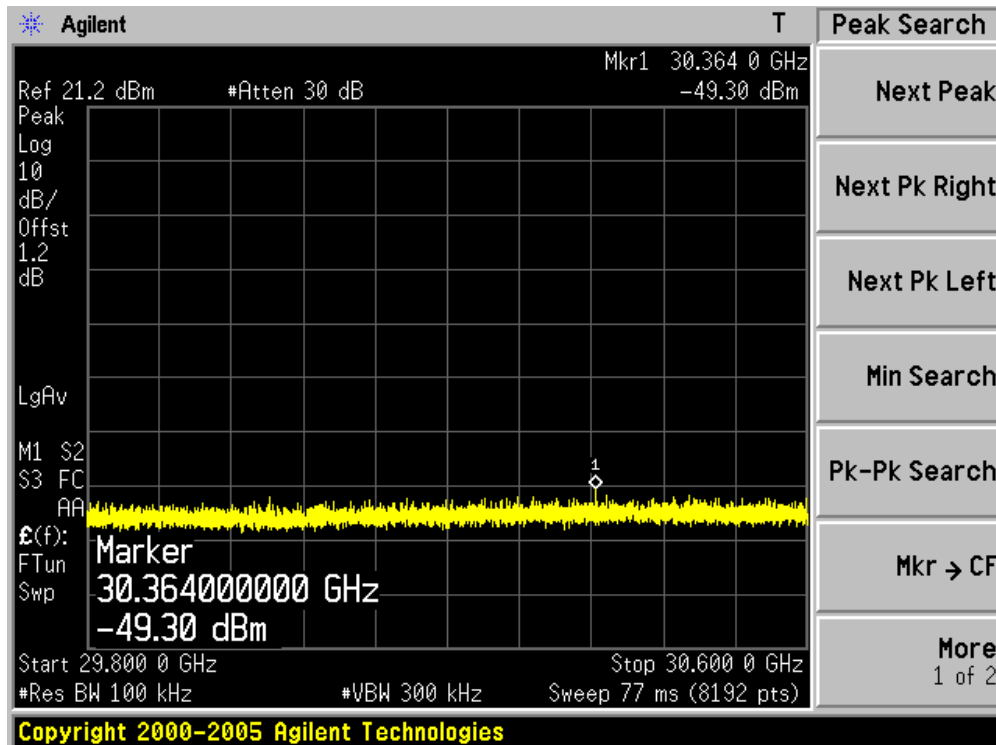 Agilent T Peak Search
Mkr1 30.364 0 GHz
Ref 21.2 dBm #Atten 30 dB -49.30 dBm
Peak
Log
10
dB/
Offst
1.2
dB
LgAv
M1 S2
S3 FC
AA
£(f):
FTun
Swp
1
Marker
30.364000000 GHz
-49.30 dBm
Start 29.800 0 GHz Stop 30.600 0 GHz
#Res BW 100 kHz #VBW 300 kHz Sweep 77 ms (8192 pts)
Copyright 2000-2005 Agilent Technologies
Next Peak
Next Pk Right
Next Pk Left
Min Search
Pk-Pk Search
Mkr → CF
More
1 of 2